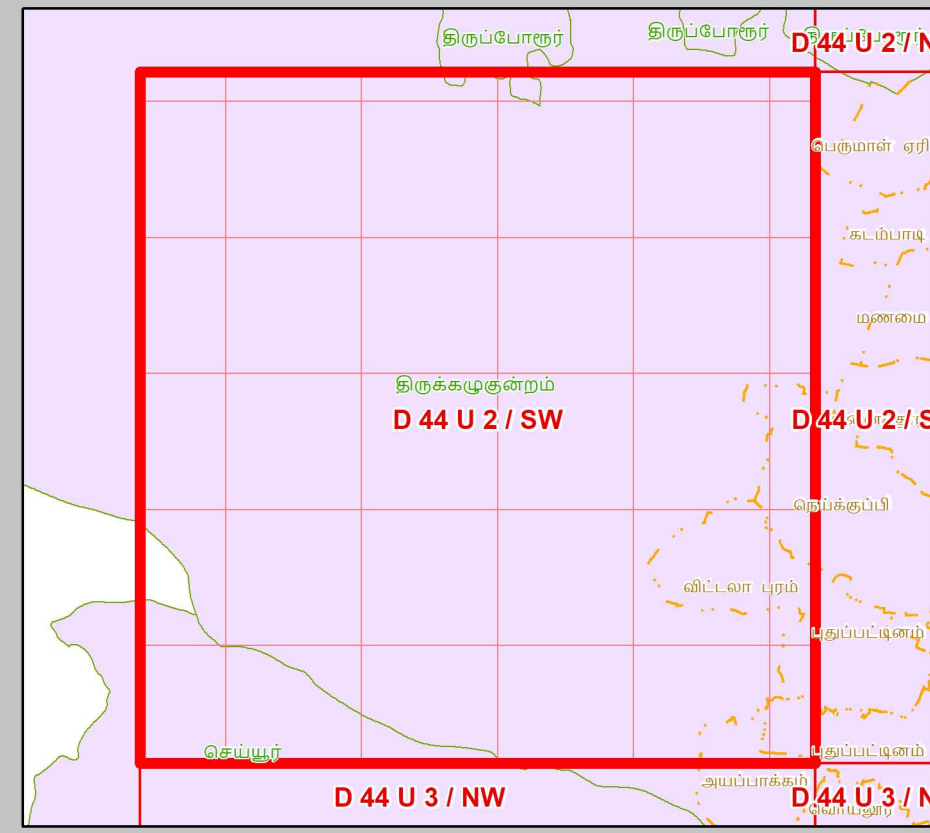 திருப்போரூர்
திருப்போரூர்
D 44 U 2 / N
பெருமாள் ஏரி
கடம்பாடி
மணமை
திருக்கழுகுன்றம்
D 44 U 2 / SW
D 44 U 2 / S
நெய்க்குப்பி
விட்டலா புரம்
புதுப்பட்டினம்
செய்யூர்
புதுப்பட்டினம்
அயப்பாக்கம்
D 44 U 3 / NW
D 44 U 3 / N